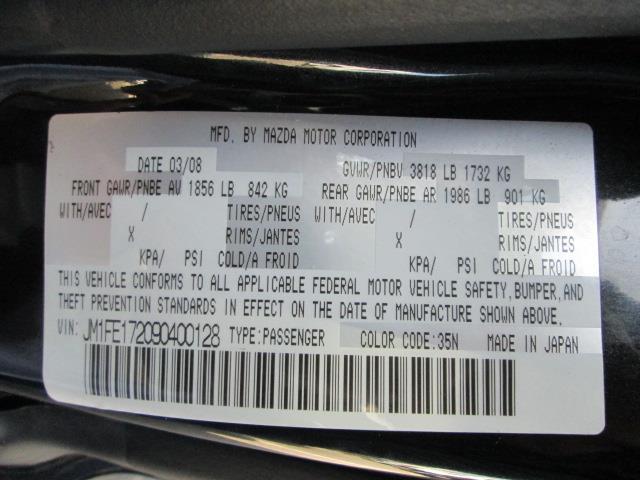 MFD. BY MAZDA MOTOR CORPORATION
DATE 03/08 GVWR/PNBV 3818 LB 1732 KG
FRONT GAWR/PNBE AV 1856 LB 842 KG REAR GAWR/PNBE AR 1986 LB 901 KG
WITH/AVEC / TIRES/PNEUS WITH/AVEC / TIRES/PNEUS
X RIMS/JANTES X RIMS/JANTES
KPA/ PSI COLD/A FROID KPA/ PSI COLD/A FROID
THIS VEHICLE CONFORMS TO ALL APPLICABLE FEDERAL MOTOR VEHICLE SAFETY, BUMPER, AND
THEFT PREVENTION STANDARDS IN EFFECT ON THE DATE OF MANUFACTURE SHOWN ABOVE.
VIN: JM1FE172090400128 TYPE:PASSENGER COLOR CODE:35N MADE IN JAPAN